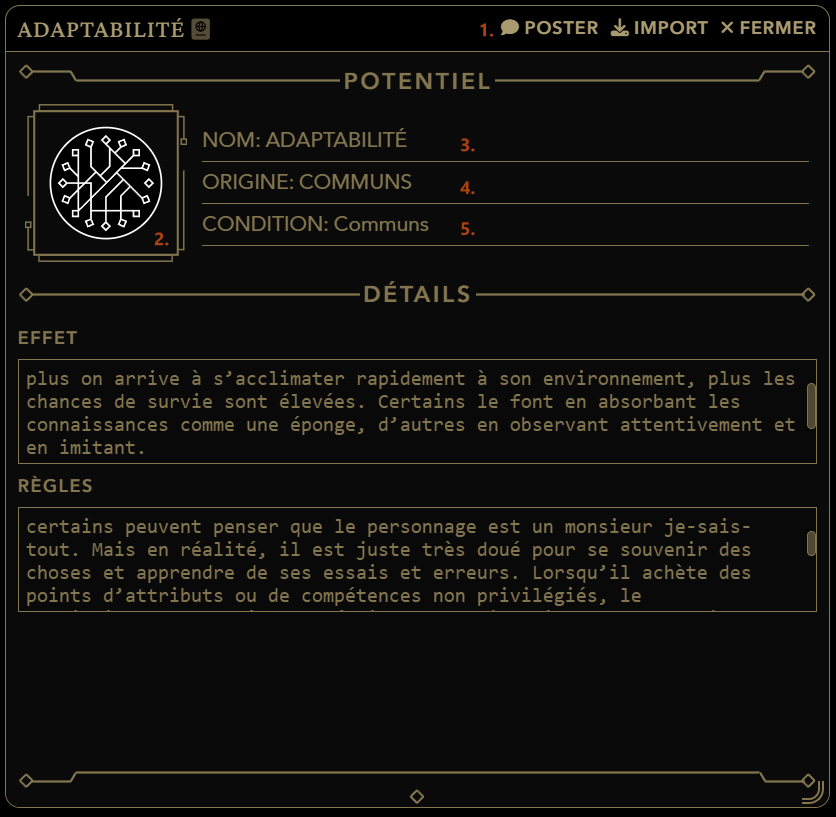 ADAPTABILITÉ
1. POSTER IMPORT FERMER
POTENTIEL
NOM: ADAPTABILITÉ 3.
ORIGINE: COMMUNS 4.
CONDITION: Communs 5.
2.
DÉTAILS
EFFET
plus on arrive à s’acclimater rapidement à son environnement, plus les
chances de survie sont élevées. Certains le font en absorbant les
connaissances comme une éponge, d’autres en observant attentivement et
en imitant.
RÈGLES
certains peuvent penser que le personnage est un monsieur je-sais-
tout. Mais en réalité, il est juste très doué pour se souvenir des
choses et apprendre de ses essais et erreurs. Lorsqu’il achète des
points d’attributs ou de compétences non privilégiés, le